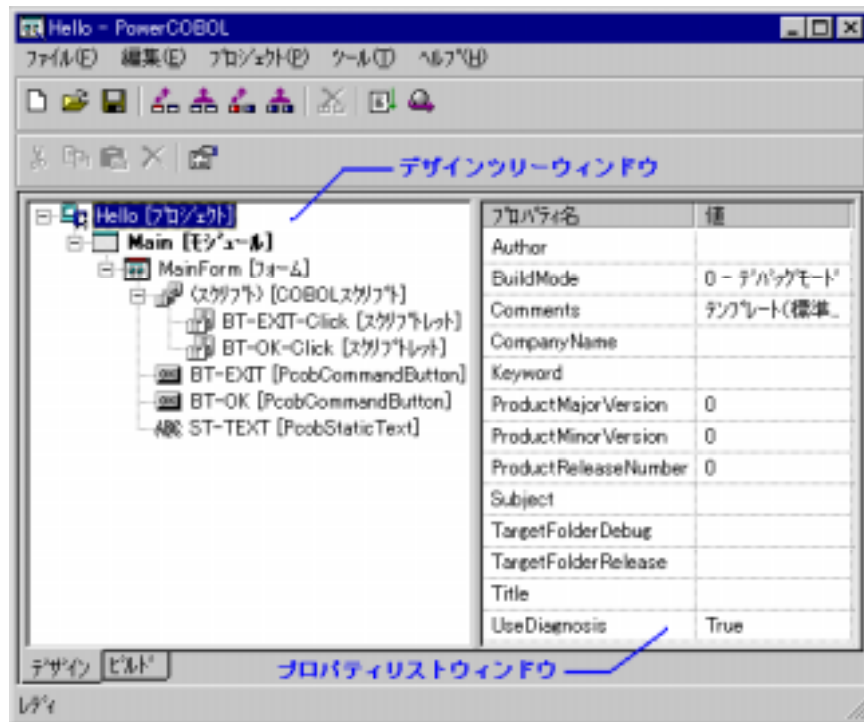 Hello - PowerCOBOL
ﾌｧｲﾙ(F) 編集(E) ﾌﾟﾛｼﾞｪｸﾄ(P) ﾂｰﾙ(T) ﾍﾙﾌﾟ(H)
デザインツリーウィンドウ
Hello [ﾌﾟﾛｼﾞｪｸﾄ]
Main [ﾓｼﾞｭｰﾙ]
MainForm [ﾌｫｰﾑ]
(ｽｸﾘﾌﾟﾄ) [COBOLｽｸﾘﾌﾟﾄ]
BT-EXIT-Click [ｽｸﾘﾌﾟﾄﾚｯﾄ]
BT-OK-Click [ｽｸﾘﾌﾟﾄﾚｯﾄ]
BT-EXIT [PcobCommandButton]
BT-OK [PcobCommandButton]
ABC ST-TEXT [PcobStaticText]
ﾌﾟﾛﾊﾟﾃｨ名 値
Author
BuildMode 0 - ﾃﾞﾊﾞｯｸﾞﾓｰﾄﾞ
Comments ﾃﾝﾌﾟﾚｰﾄ(標準...
CompanyName
Keyword
ProductMajorVersion 0
ProductMinorVersion 0
ProductReleaseNumber 0
Subject
TargetFolderDebug
TargetFolderRelease
Title
UseDiagnosis True
ﾃﾞｻﾞｲﾝ ﾋﾞﾙﾄﾞ
プロパティリストウィンドウ
ﾚﾃﾞｨ